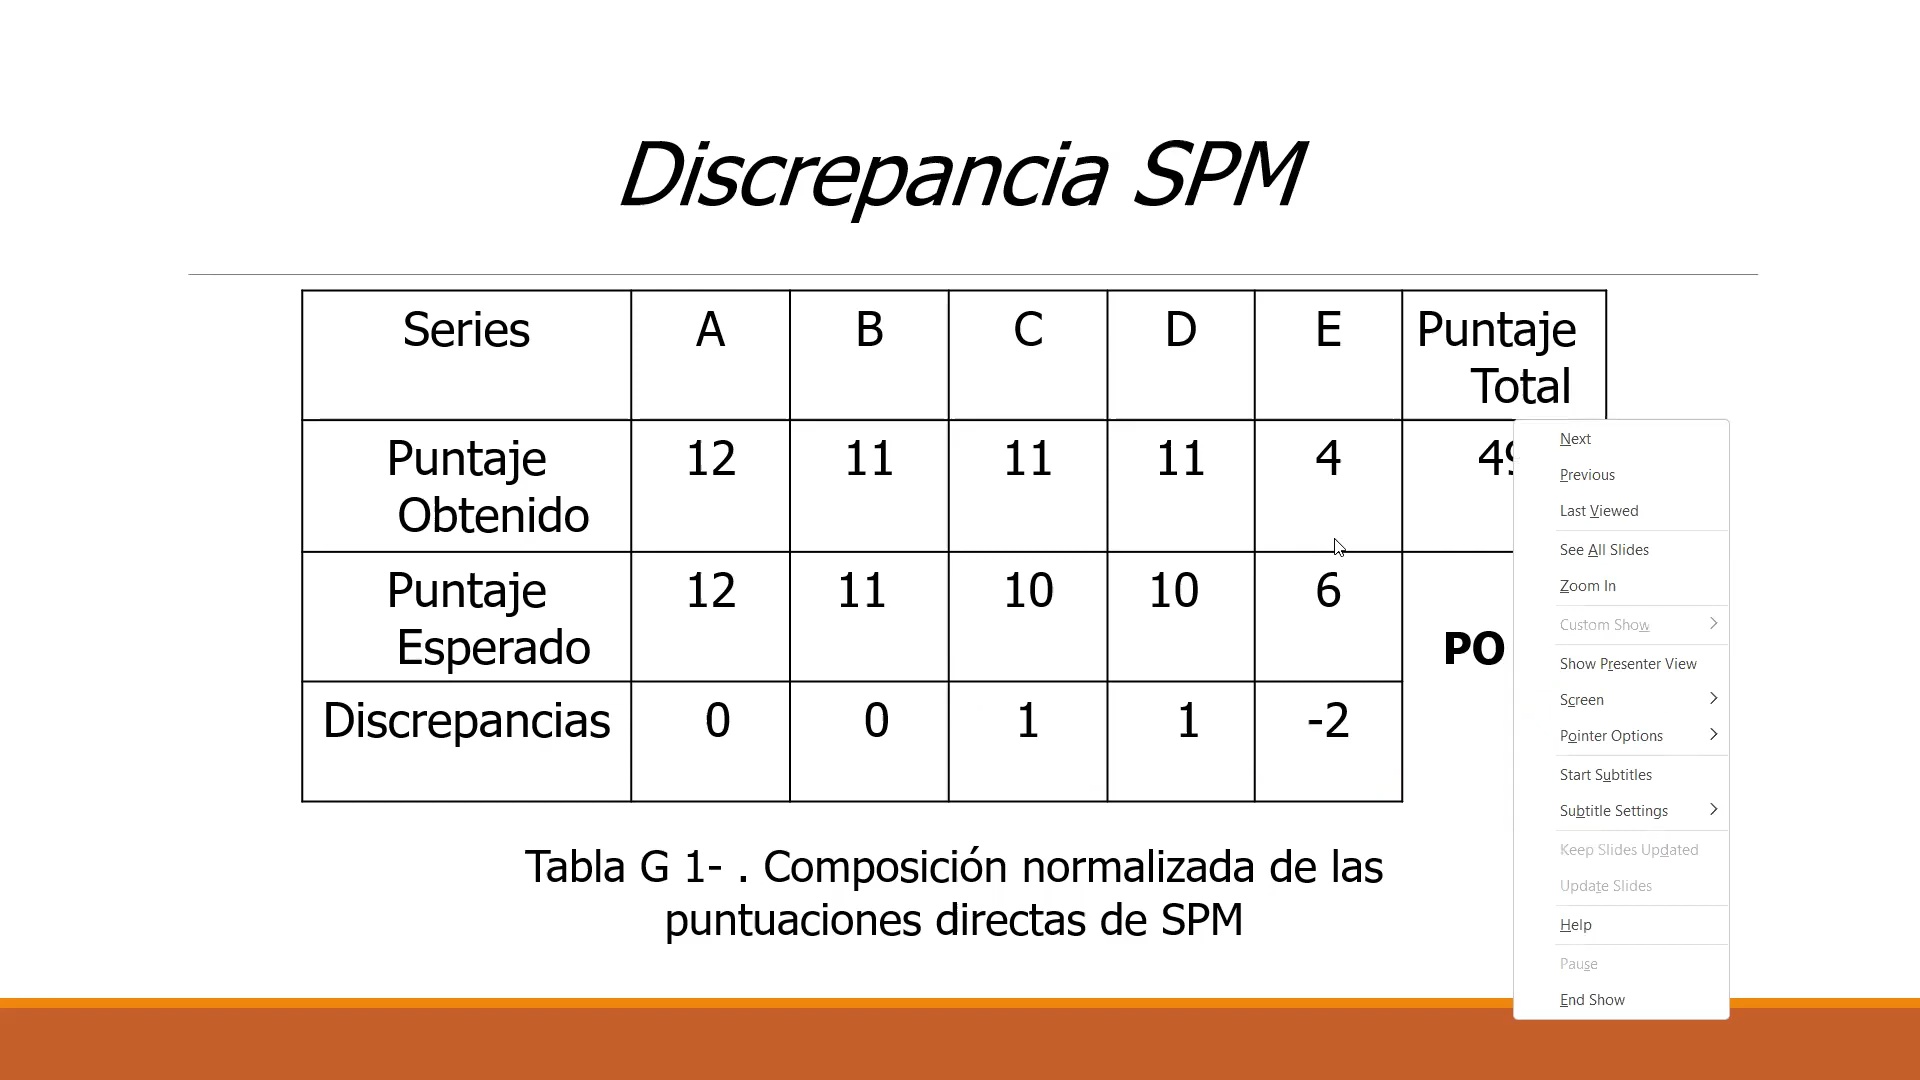 Discrepancia SPM
Series A B C D E Puntaje Total
Puntaje Obtenido 12 11 11 11 4
Puntaje Esperado 12 11 10 10 6
PO
Discrepancias 0 0 1 1 -2
Tabla G 1- . Composición normalizada de las
puntuaciones directas de SPM
Next
Previous
Last Viewed
See All Slides
Zoom In
Custom Show
Show Presenter View
Screen
Pointer Options
Start Subtitles
Subtitle Settings
Keep Slides Updated
Update Slides
Help
Pause
End Show